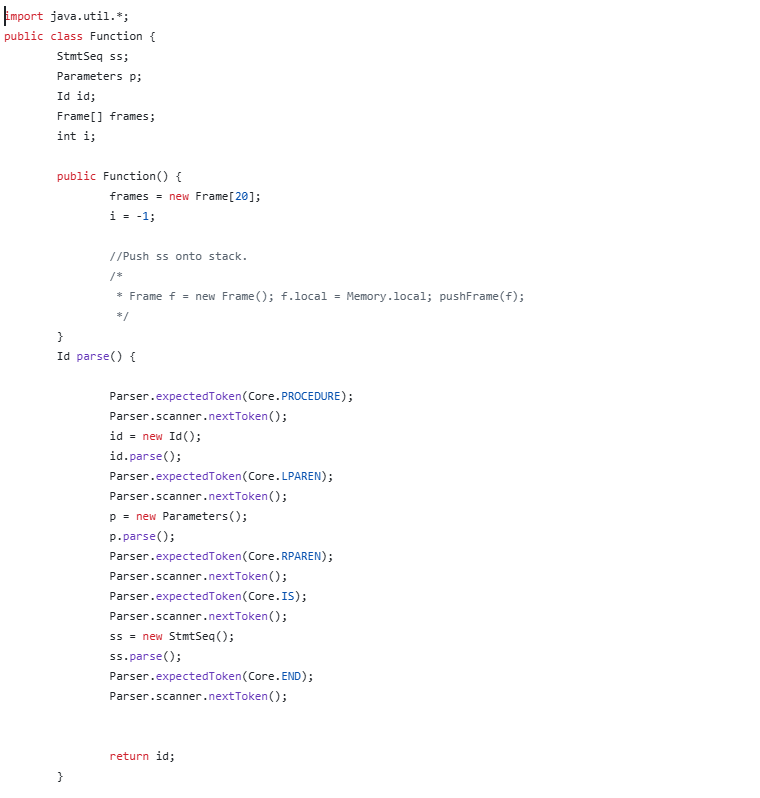 import java.util.*;
public class Function {
        StmtSeq ss;
        Parameters p;
        Id id;
        Frame[] frames;
        int i;

        public Function() {
                frames = new Frame[20];
                i = -1;

                //Push ss onto stack.
                /*
                 * Frame f = new Frame(); f.local = Memory.local; pushFrame(f);
                 */
        }
        Id parse() {

                Parser.expectedToken(Core.PROCEDURE);
                Parser.scanner.nextToken();
                id = new Id();
                id.parse();
                Parser.expectedToken(Core.LPAREN);
                Parser.scanner.nextToken();
                p = new Parameters();
                p.parse();
                Parser.expectedToken(Core.RPAREN);
                Parser.scanner.nextToken();
                Parser.expectedToken(Core.IS);
                Parser.scanner.nextToken();
                ss = new StmtSeq();
                ss.parse();
                Parser.expectedToken(Core.END);
                Parser.scanner.nextToken();


                return id;
        }